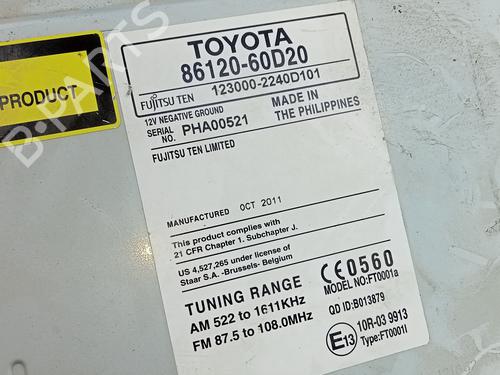 TOYOTA
86120-60D20
FUJITSU TEN 123000-2240D101
12V NEGATIVE GROUND
SERIAL NO. PHA00521
MADE IN THE PHILIPPINES
FUJITSU TEN LIMITED
MANUFACTURED OCT 2011
This product complies with
21 CFR Chapter 1. Subchapter J.
US 4,527,265 under license of
Staar S.A. -Brussels- Belgium
TUNING RANGE
AM 522 to 1611KHz
FM 87.5 to 108.0MHz
CE0560
MODEL NO:FT0001a
QD ID:B013879
E13 10R-03 9913
Type:FT0001I
PRODUCT
B-PARTS